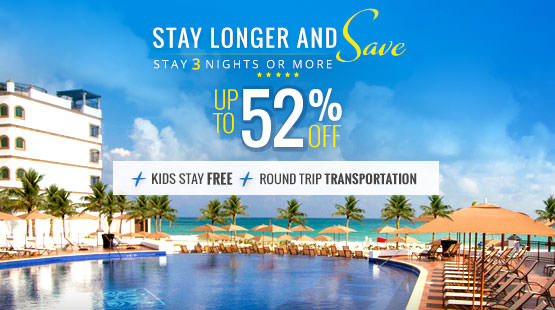 STAY LONGER AND Save
STAY 3 NIGHTS OR MORE
UP TO 52% OFF
+ KIDS STAY FREE + ROUND TRIP TRANSPORTATION